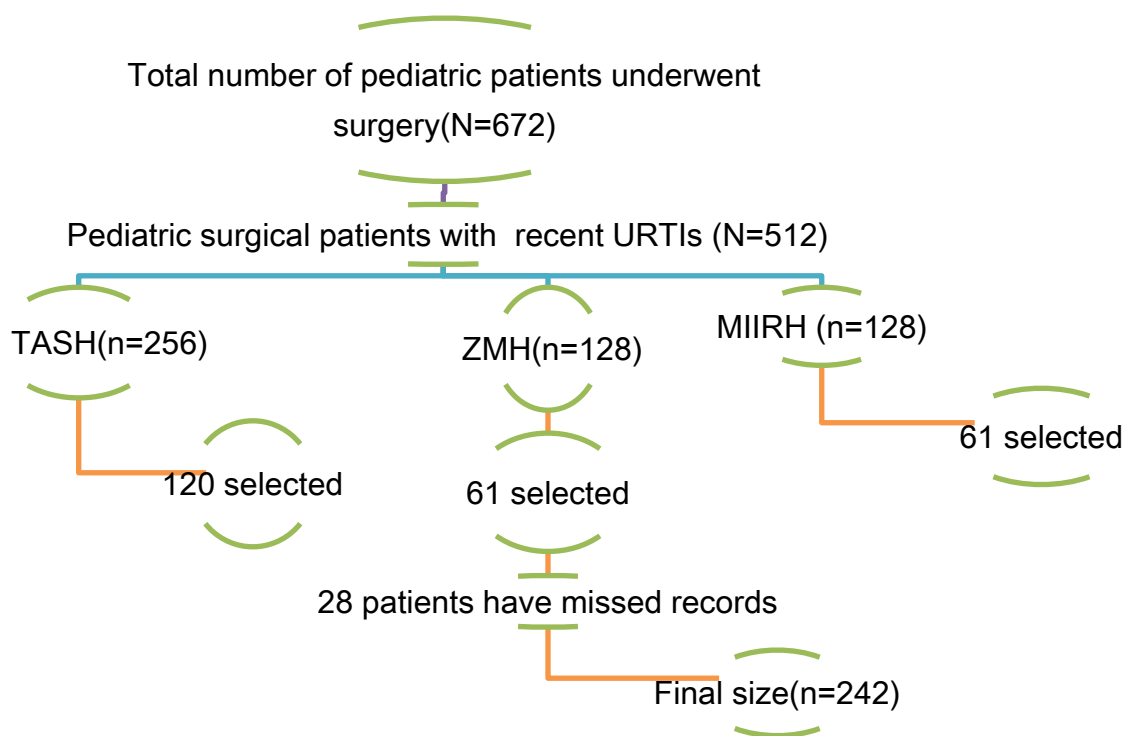 Total number of pediatric patients underwent
surgery(N=672)
Pediatric surgical patients with recent URTIs (N=512)
TASH(n=256)
ZMH(n=128)
MIIRH (n=128)
120 selected
61 selected
61 selected
28 patients have missed records
Final size(n=242)